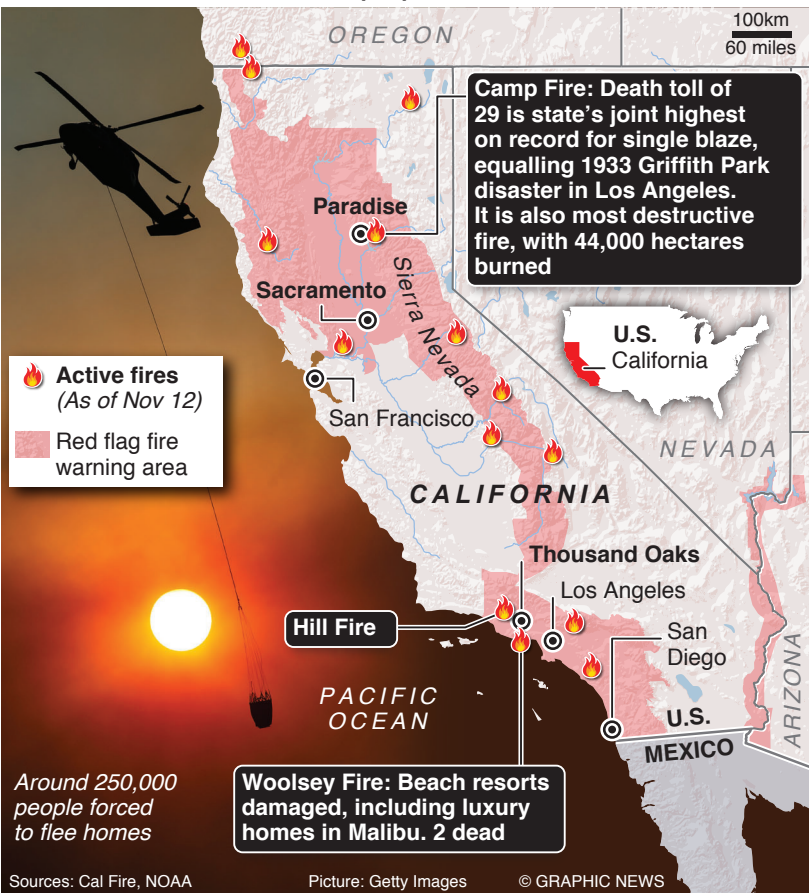 OREGON
100km
60 miles
Camp Fire: Death toll of
29 is state's joint highest
on record for single blaze,
equalling 1933 Griffith Park
disaster in Los Angeles.
It is also most destructive
fire, with 44,000 hectares
burned
Paradise
Sierra Nevada
Sacramento
U.S.
California
Active fires
(As of Nov 12)
Red flag fire
warning area
San Francisco
NEVADA
CALIFORNIA
Thousand Oaks
Los Angeles
Hill Fire
San
Diego
ARIZONA
PACIFIC
OCEAN
U.S.
MEXICO
Around 250,000
people forced
to flee homes
Woolsey Fire: Beach resorts
damaged, including luxury
homes in Malibu. 2 dead
Sources: Cal Fire, NOAA
Picture: Getty Images
© GRAPHIC NEWS